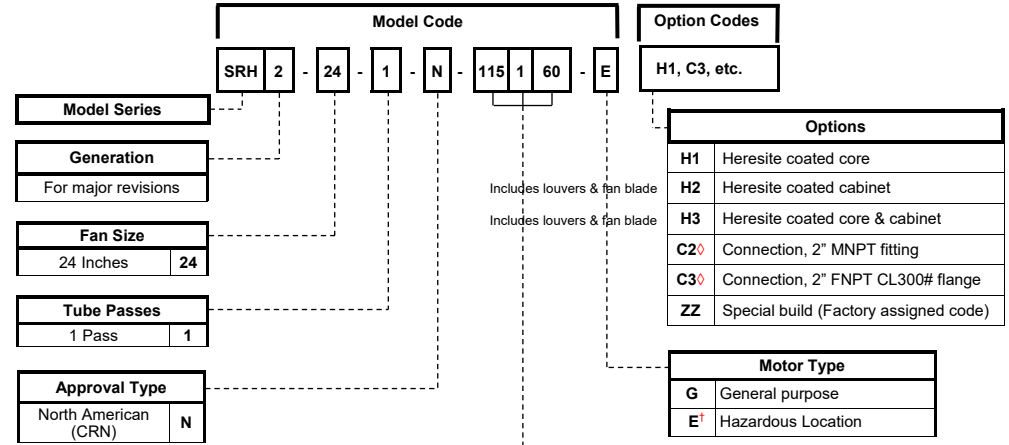 Model Code
Option Codes
SRH 2 - 24 - 1 - N - 115 1 60 - E
H1, C3, etc.
Model Series
Generation
For major revisions
Fan Size
24 Inches 24
Tube Passes
1 Pass 1
Approval Type
North American
(CRN) N
Options
H1 Heresite coated core
Includes louvers & fan blade H2 Heresite coated cabinet
Includes louvers & fan blade H3 Heresite coated core & cabinet
C2◊ Connection, 2” MNPT fitting
C3◊ Connection, 2” FNPT CL300# flange
ZZ Special build (Factory assigned code)
Motor Type
G General purpose
E† Hazardous Location